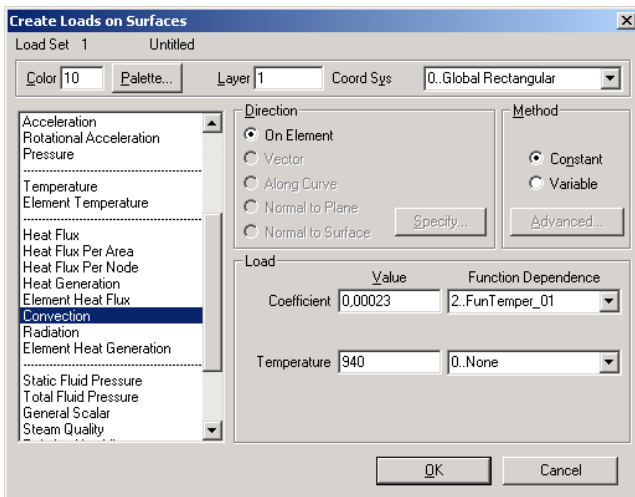 Create Loads on Surfaces
Load Set 1 Untitled
Color 10 Palette... Layer 1 Coord Sys 0..Global Rectangular
Acceleration
Rotational Acceleration
Pressure
Temperature
Element Temperature
Heat Flux
Heat Flux Per Area
Heat Flux Per Node
Heat Generation
Element Heat Flux
Convection
Radiation
Element Heat Generation
Static Fluid Pressure
Total Fluid Pressure
General Scalar
Steam Quality
Direction
On Element
Vector
Along Curve
Normal to Plane
Normal to Surface
Specify...
Method
Constant
Variable
Advanced...
Load
Value Function Dependence
Coefficient 0,00023 2..FunTemper_01
Temperature 940 0..None
OK Cancel